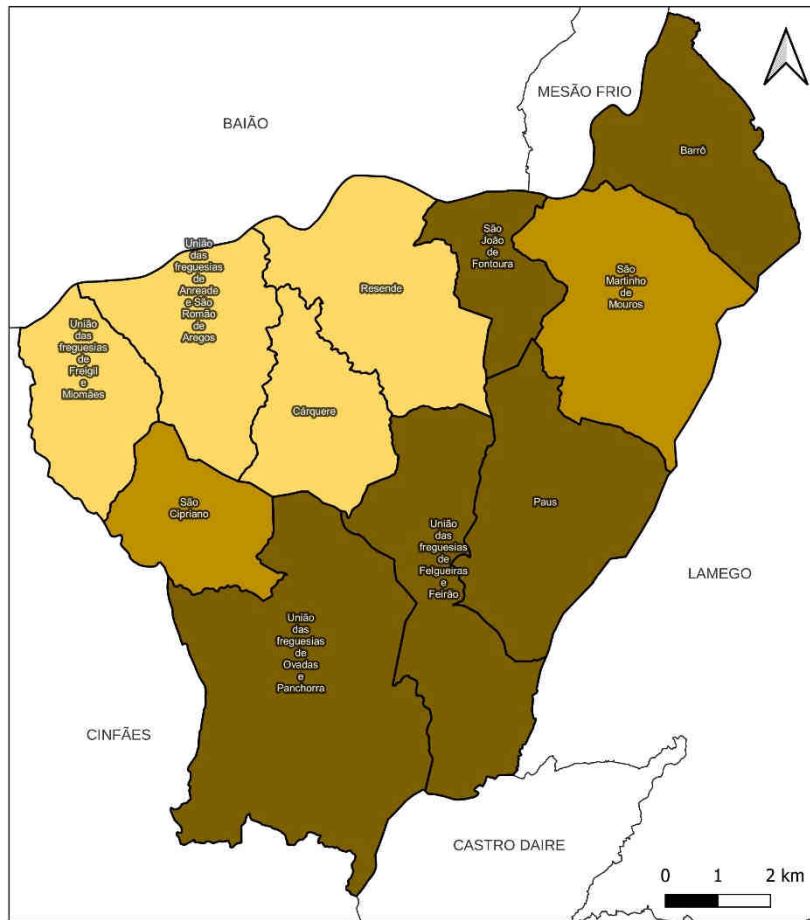 MESÃO FRIO
BAIÃO
Barrô
São
João
de
Fontoura
União
das
freguesias
de
Anreade
e São
Romão
de
Aregos
São
Martinho
de
Mouros
Resende
União
das
freguesias
de
Freigil
e
Miomães
Cárquere
São
Cipriano
Paus
União
das
freguesias
de
Felgueiras
e
Feirão
LAMEGO
União
das
freguesias
de
Ovadas
e
Panchorra
CINFÃES
CASTRO DAIRE
0 1 2 km